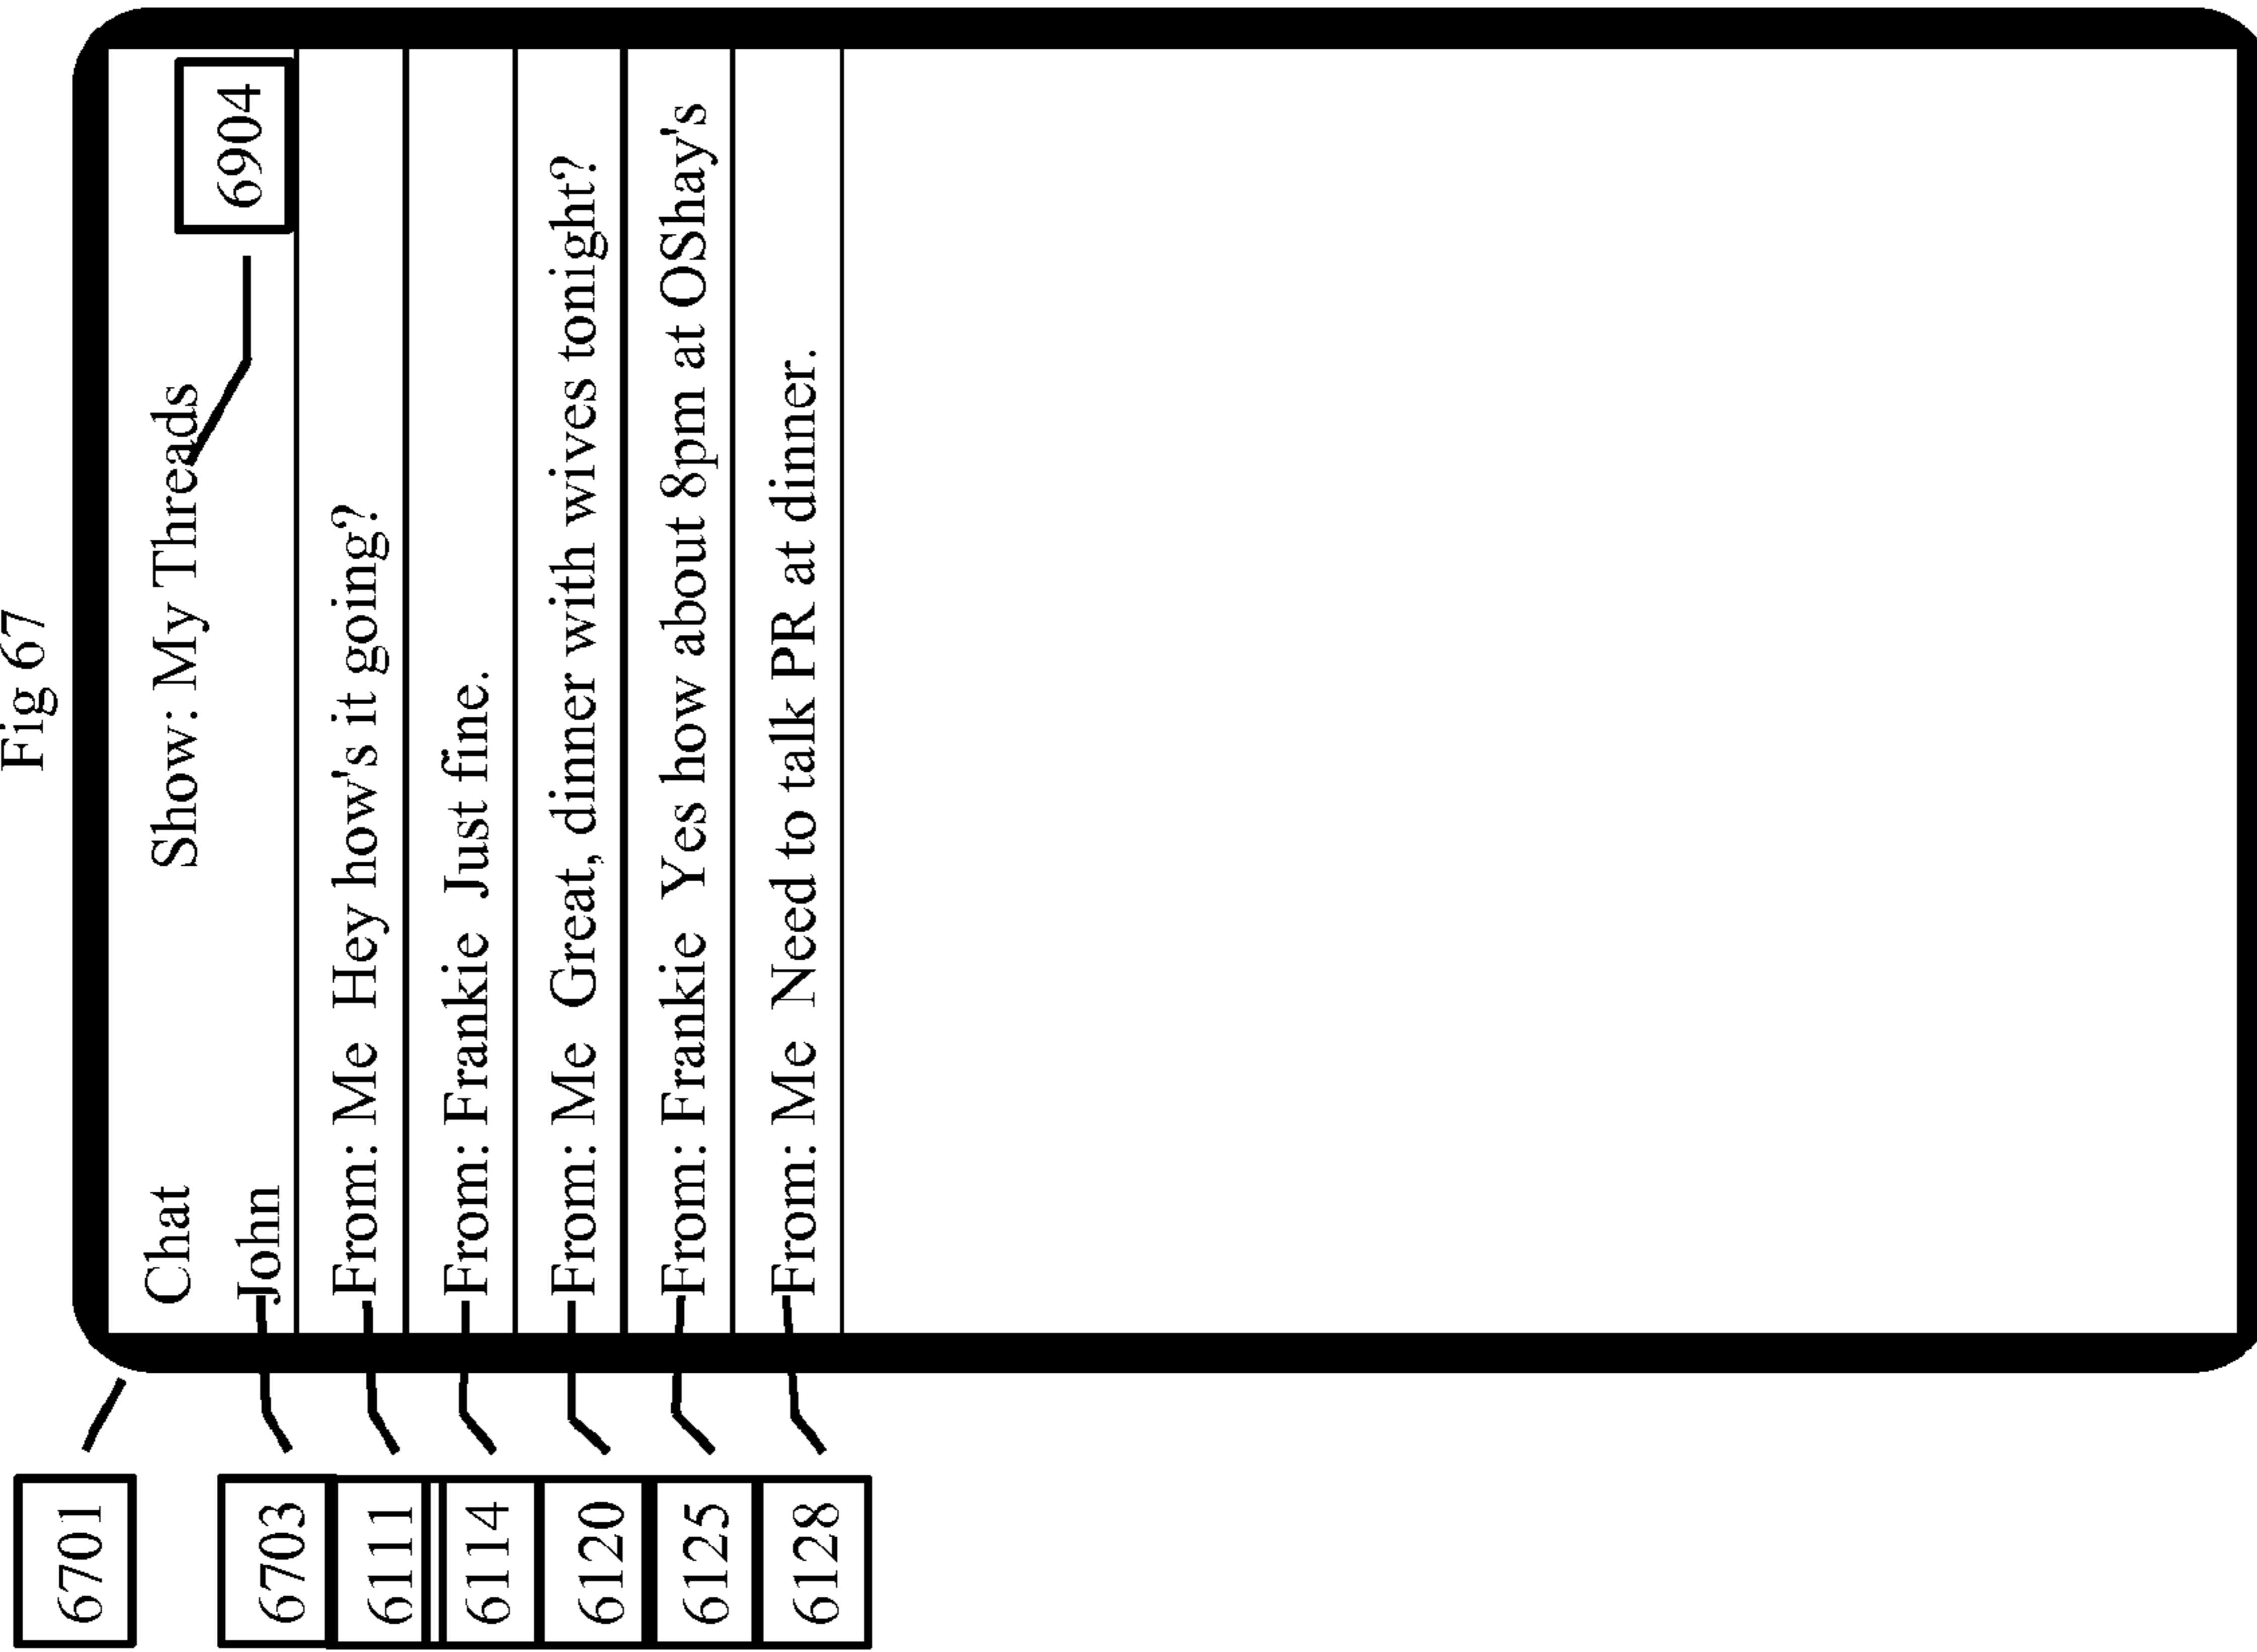 Fig 67
6701
Chat Show: My Threads
6703 John 6904
6111 From: Me Hey how's it going?
6114 From: Frankie Just fine.
6120 From: Me Great, dinner with wives tonight?
6125 From: Frankie Yes how about 8pm at OShay's
6128 From: Me Need to talk PR at dinner.